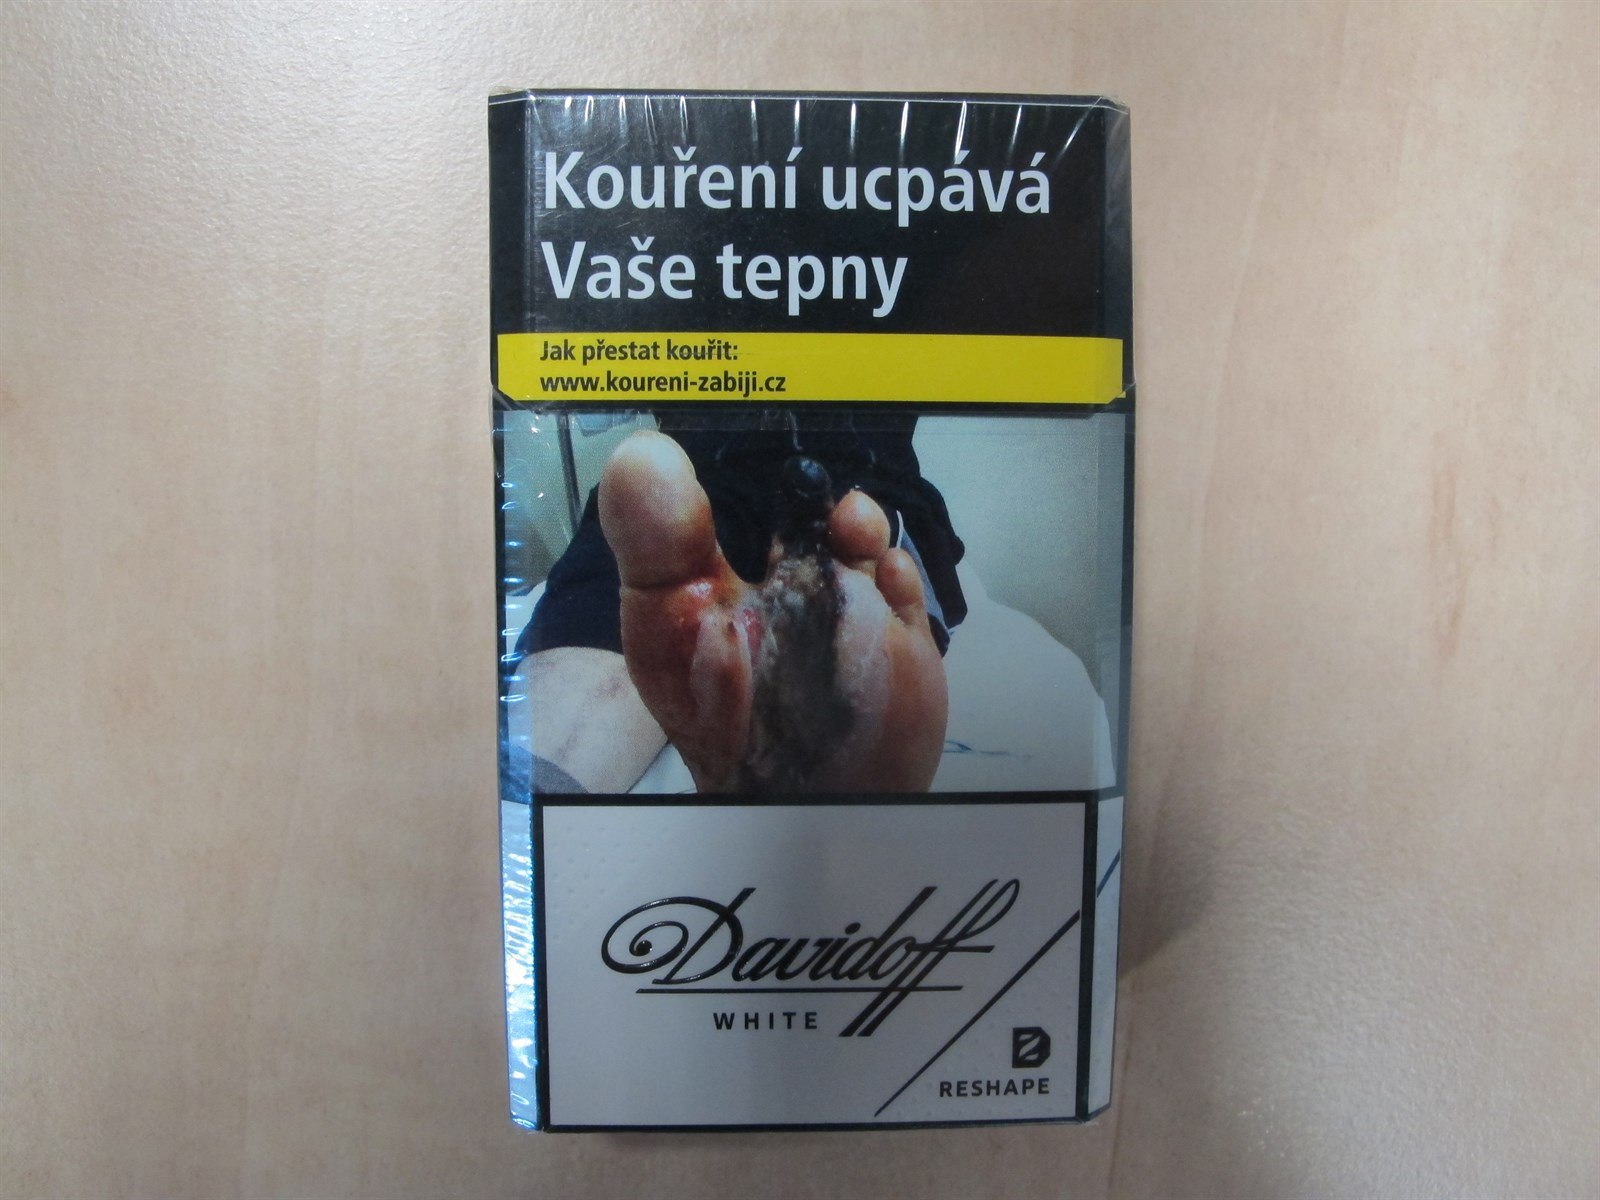 Kouření ucpává
Vaše tepny
Jak přestat kouřit:
www.koureni-zabiji.cz
Davidoff
WHITE
RESHAPE